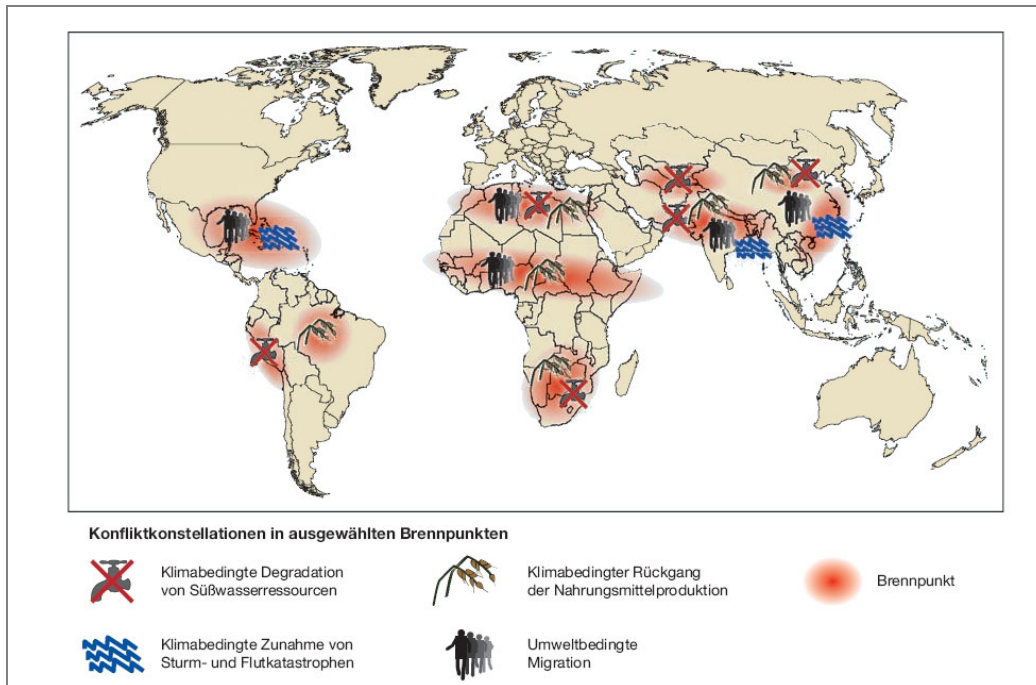 Konfliktkonstellationen in ausgewählten Brennpunkten
Klimabedingte Degradation
von Süßwasserressourcen
Klimabedingter Rückgang
der Nahrungsmittelproduktion
Brennpunkt
Klimabedingte Zunahme von
Sturm- und Flutkatastrophen
Umweltbedingte
Migration